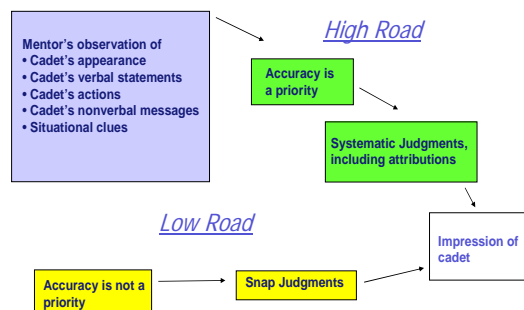 High Road
Mentor's observation of
• Cadet's appearance
• Cadet's verbal statements
• Cadet's actions
• Cadet's nonverbal messages
• Situational clues
Accuracy is
a priority
Systematic Judgments,
including attributions
Low Road
Impression of
cadet
Accuracy is not a
priority
Snap Judgments